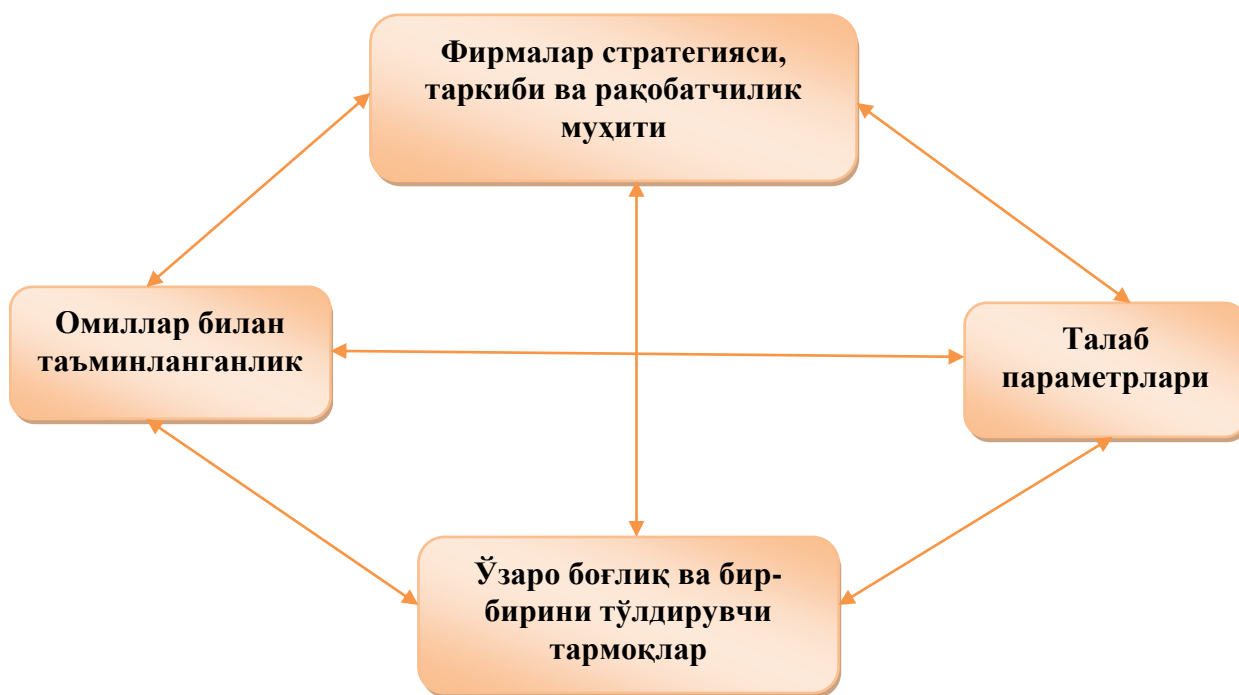 Фирмалар стратегияси,
таркиби ва рақобатчилик
муҳити
Омиллар билан
таъминланганлик
Талаб
параметрлари
Ўзаро боғлиқ ва бир-
бирини тўлдирувчи
тармоқлар